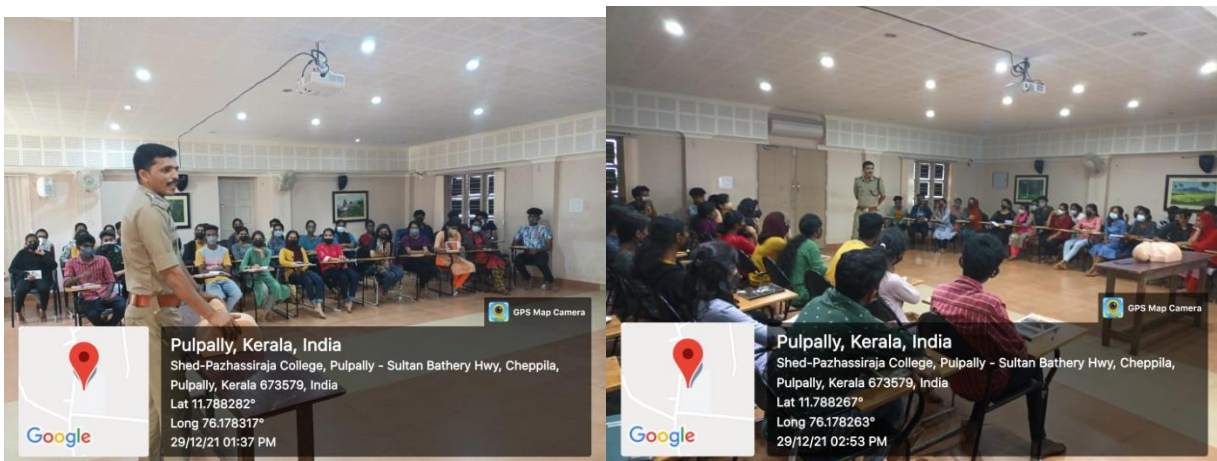 GPS Map Camera
Pulpally, Kerala, India
Shed-Pazhassiraja College, Pulpally - Sultan Bathery Hwy, Cheppila,
Pulpally, Kerala 673579, India
Lat 11.788282°
Long 76.178317°
29/12/21 01:37 PM
Google
GPS Map Camera
Pulpally, Kerala, India
Shed-Pazhassiraja College, Pulpally - Sultan Bathery Hwy, Cheppila,
Pulpally, Kerala 673579, India
Lat 11.788267°
Long 76.178263°
29/12/21 02:53 PM
Google